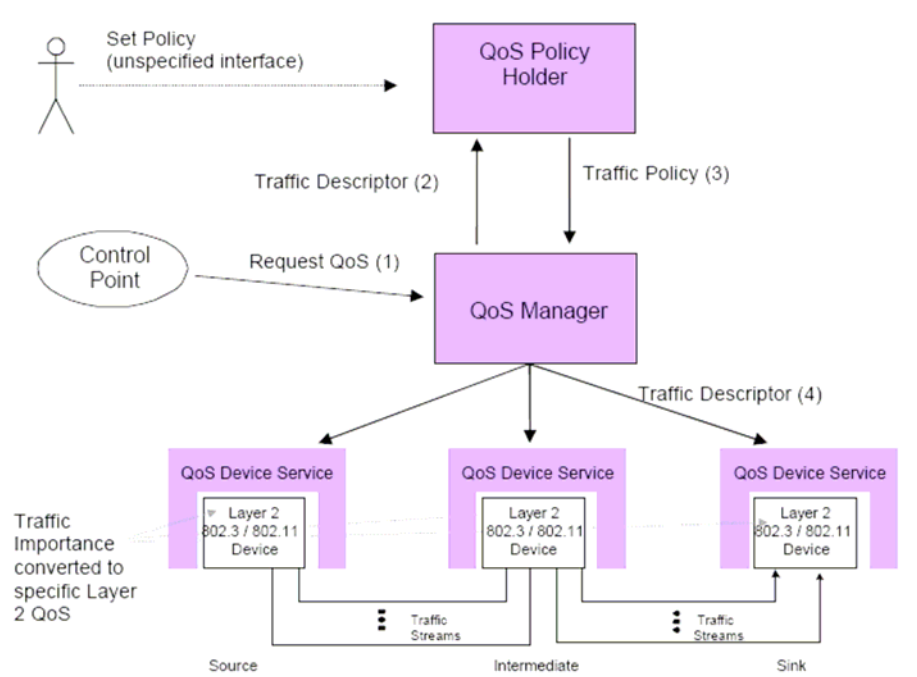 Set Policy
(unspecified interface)
QoS Policy
Holder
Traffic Descriptor (2)
Traffic Policy (3)
Control
Point
Request QoS (1)
QoS Manager
Traffic Descriptor (4)
QoS Device Service
QoS Device Service
QoS Device Service
Layer 2
802.3 / 802.11
Device
Layer 2
802.3 / 802.11
Device
Layer 2
802.3 / 802.11
Device
Traffic
Importance
converted to
specific Layer
2 QoS
Traffic
Streams
Traffic
Streams
Source
Intermediate
Sink